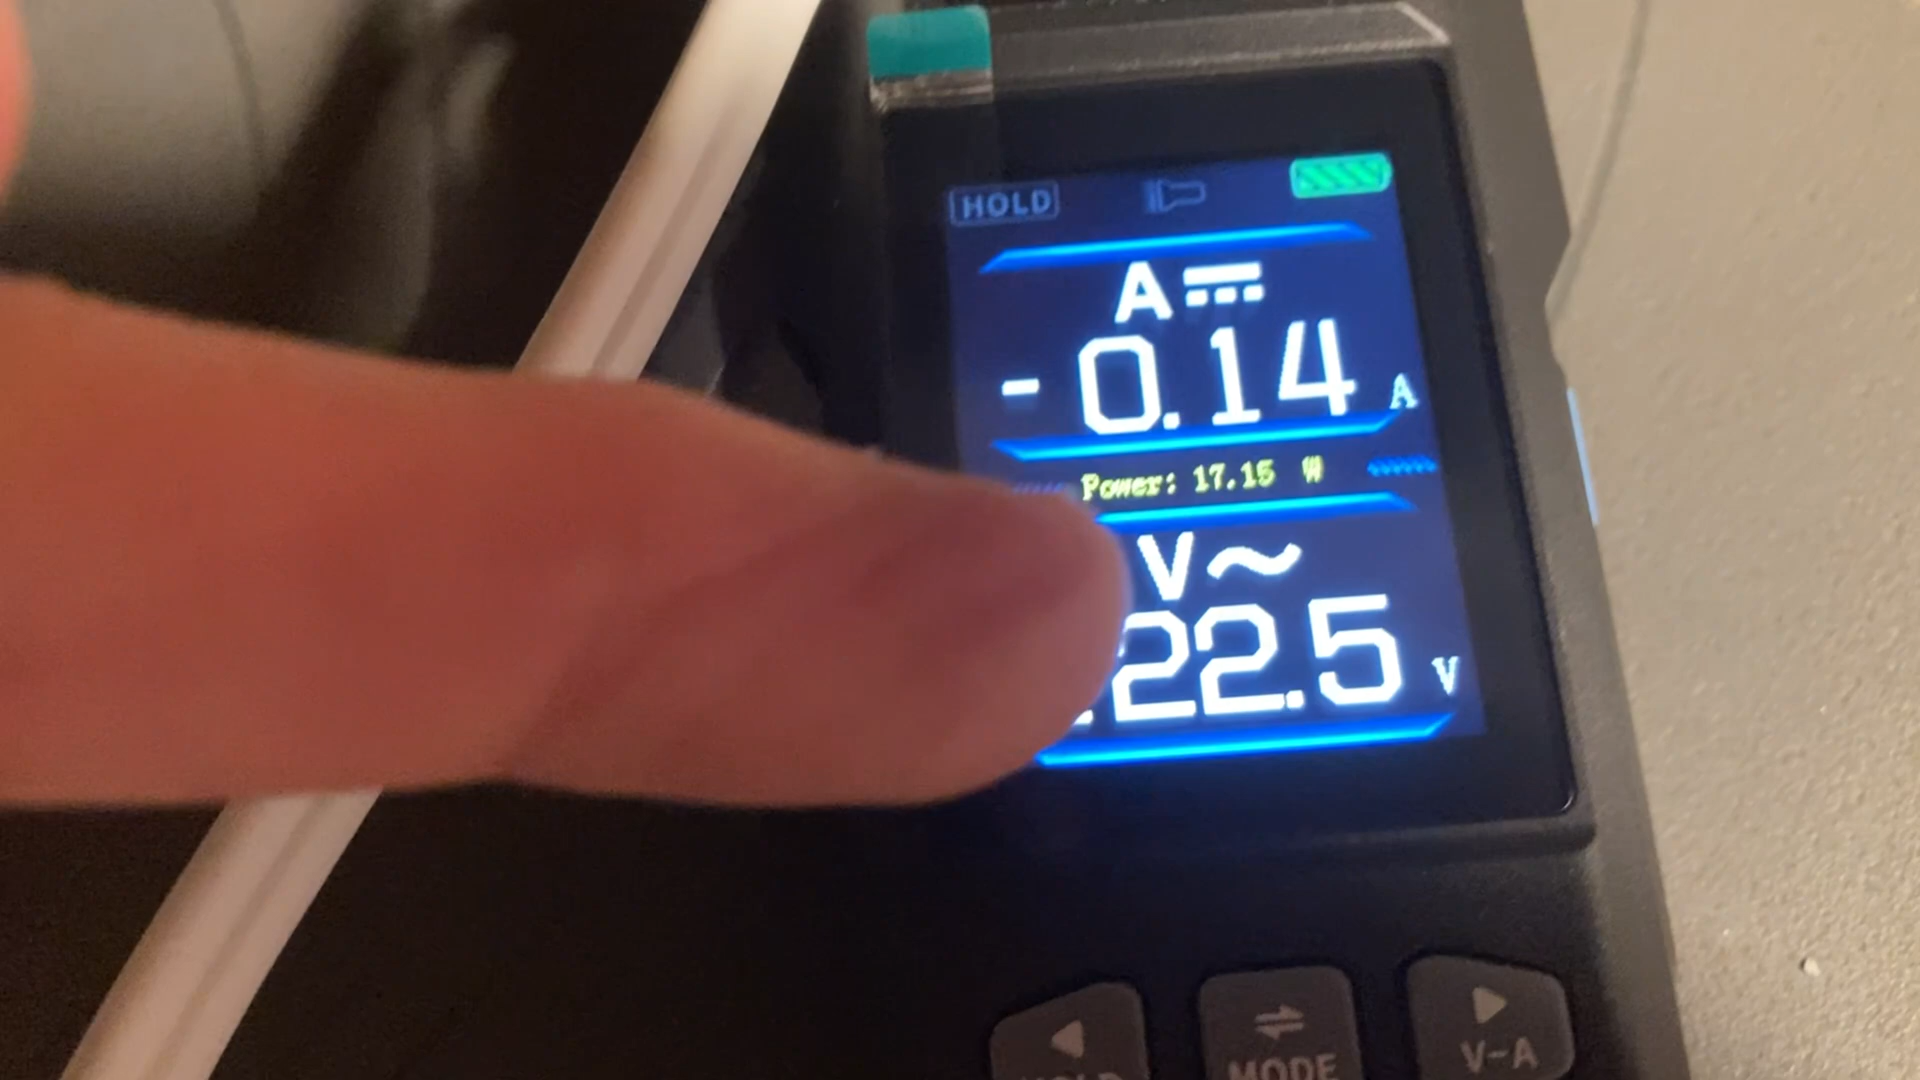 HOLD
A
-0.14 A
Power: 17.15 W
V~
22.5 V
MODE
V-A